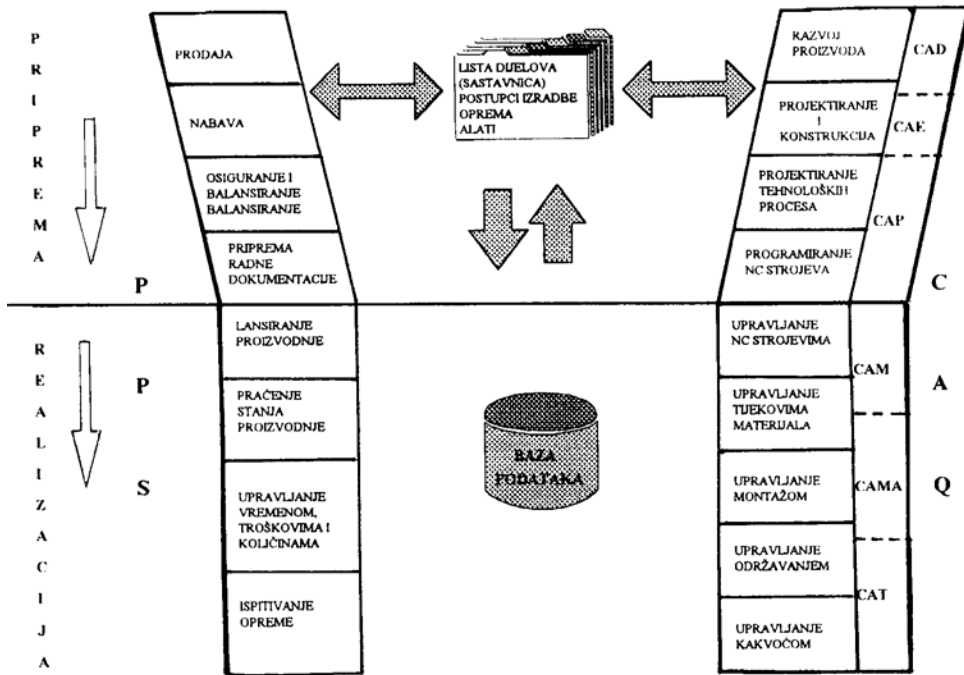 PRIPREMA
PRODAJA
NABAVA
OSIGURANJE I
BALANSIRANJE
BALANSIRANJE
PRIPREMA
RADNE
DOKUMENTACIJE
P
LISTA DIJELOVA
(SASTAVNICA)
POSTUPCI IZRADBE
OPREMA
ALATI
RAZVOJ
PROIZVODA
CAD
PROJEKTIRANJE
I
KONSTRUKCIJA
CAE
PROJEKTIRANJE
TEHNOLOŠKIH
PROCESA
CAP
PROGRAMIRANJE
NC STROJEVA
C
REALIZACIJA
LANSIRANJE
PROIZVODNJE
P
PRAĆENJE
STANJA
PROIZVODNJE
S
UPRAVLJANJE
VREMENOM,
TROŠKOVIMA I
KOLIČINAMA
ISPITIVANJE
OPREME
BAZA
PODATAKA
UPRAVLJANJE
NC STROJEVIMA
CAM
A
UPRAVLJANJE
TIJEKOVIMA
MATERIJALA
UPRAVLJANJE
MONTAŽOM
CAMA
Q
UPRAVLJANJE
ODRŽAVANJEM
CAT
UPRAVLJANJE
KAKVOĆOM